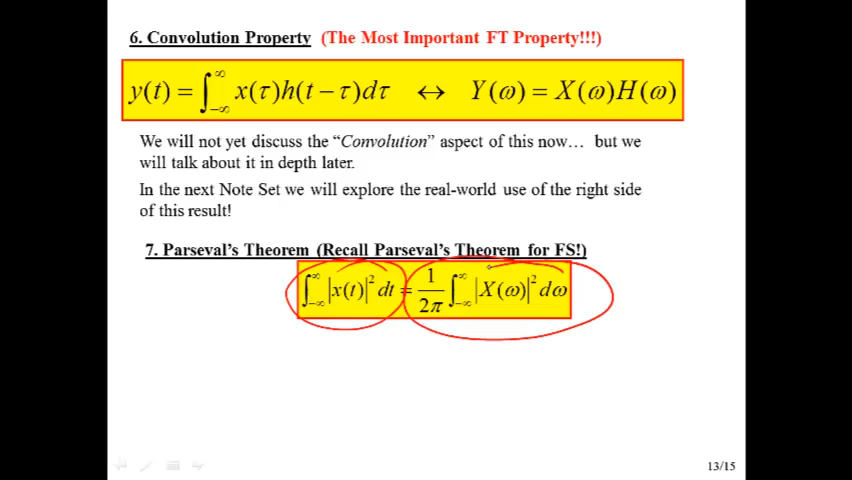 6. Convolution Property (The Most Important FT Property!!!)
y(t) = ∫_{-∞}^{∞} x(τ)h(t − τ)dτ ↔ Y(ω) = X(ω)H(ω)
We will not yet discuss the “Convolution” aspect of this now… but we
will talk about it in depth later.
In the next Note Set we will explore the real-world use of the right side
of this result!
7. Parseval’s Theorem (Recall Parseval’s Theorem for FS!)
∫_{-∞}^{∞} |x(t)|² dt = 1/2π ∫_{-∞}^{∞} |X(ω)|² dω
13/15